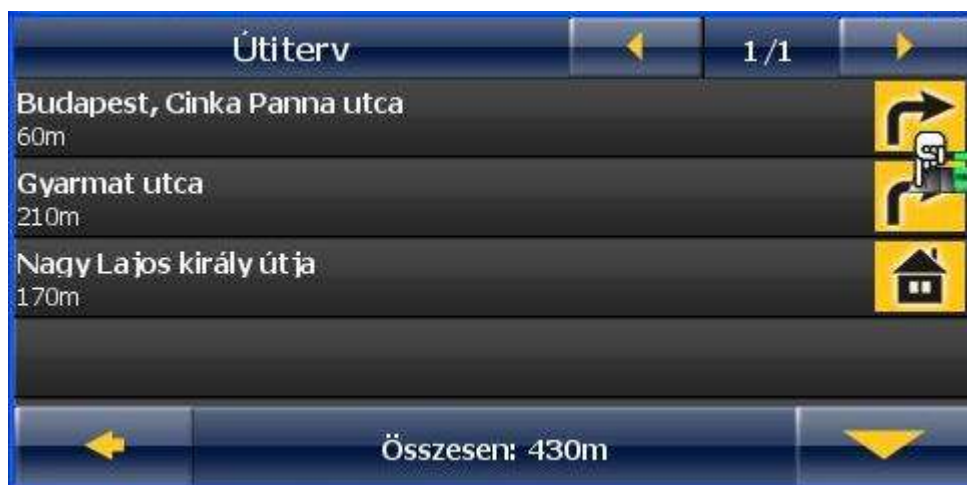 Útiterv 1/1
Budapest, Cinka Panna utca
60m
Gyarmat utca
210m
Nagy Lajos király útja
170m
Összesen: 430m